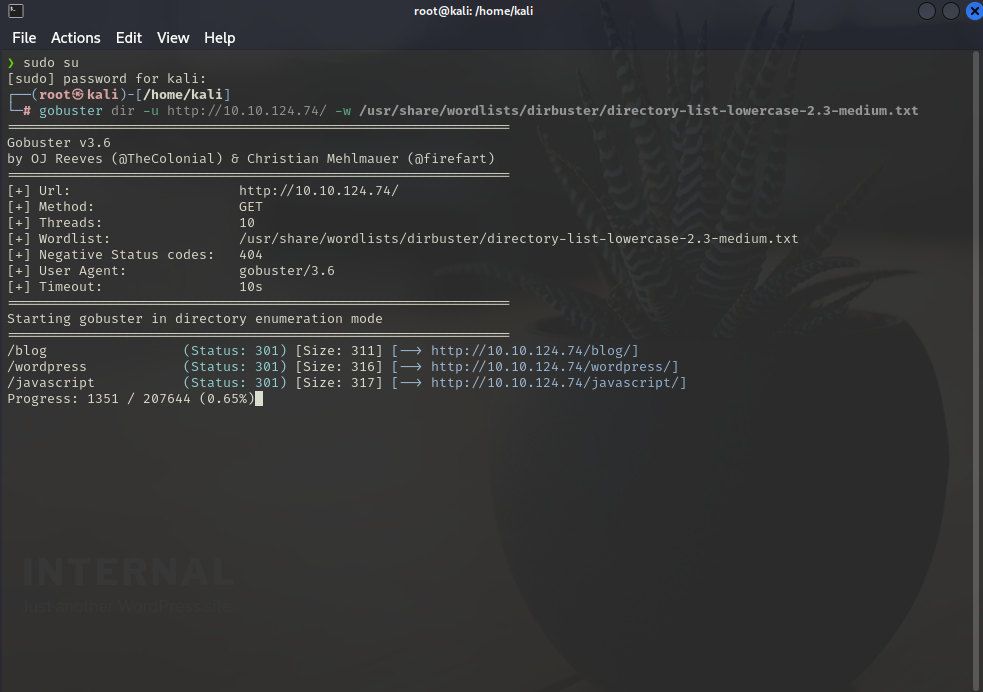 root@kali: /home/kali
File Actions Edit View Help
❯ sudo su
[sudo] password for kali:
┌──(root㉿kali)-[/home/kali]
└─# gobuster dir -u http://10.10.124.74/ -w /usr/share/wordlists/dirbuster/directory-list-lowercase-2.3-medium.txt
===============================================================
Gobuster v3.6
by OJ Reeves (@TheColonial) & Christian Mehlmauer (@firefart)
===============================================================
[+] Url:                     http://10.10.124.74/
[+] Method:                  GET
[+] Threads:                 10
[+] Wordlist:                /usr/share/wordlists/dirbuster/directory-list-lowercase-2.3-medium.txt
[+] Negative Status codes:   404
[+] User Agent:              gobuster/3.6
[+] Timeout:                 10s
===============================================================
Starting gobuster in directory enumeration mode
===============================================================
/blog                 (Status: 301) [Size: 311] [--> http://10.10.124.74/blog/]
/wordpress            (Status: 301) [Size: 316] [--> http://10.10.124.74/wordpress/]
/javascript           (Status: 301) [Size: 317] [--> http://10.10.124.74/javascript/]
Progress: 1351 / 207644 (0.65%)
INTERNAL
Just another WordPress site